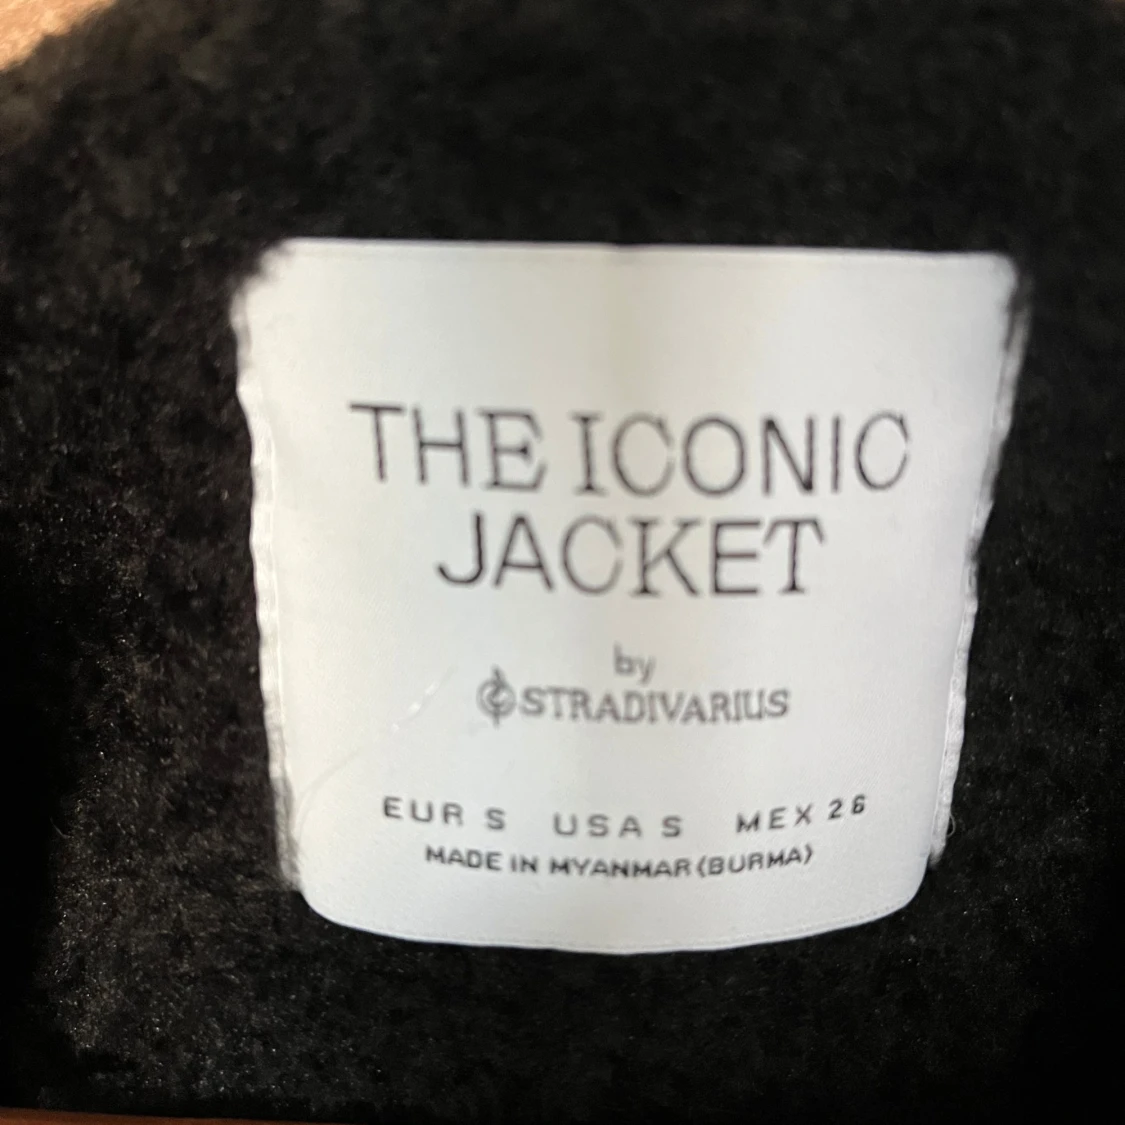 THE ICONIC
JACKET
by
STRADIVARIUS
EUR S USA S MEX 26
MADE IN MYANMAR (BURMA)